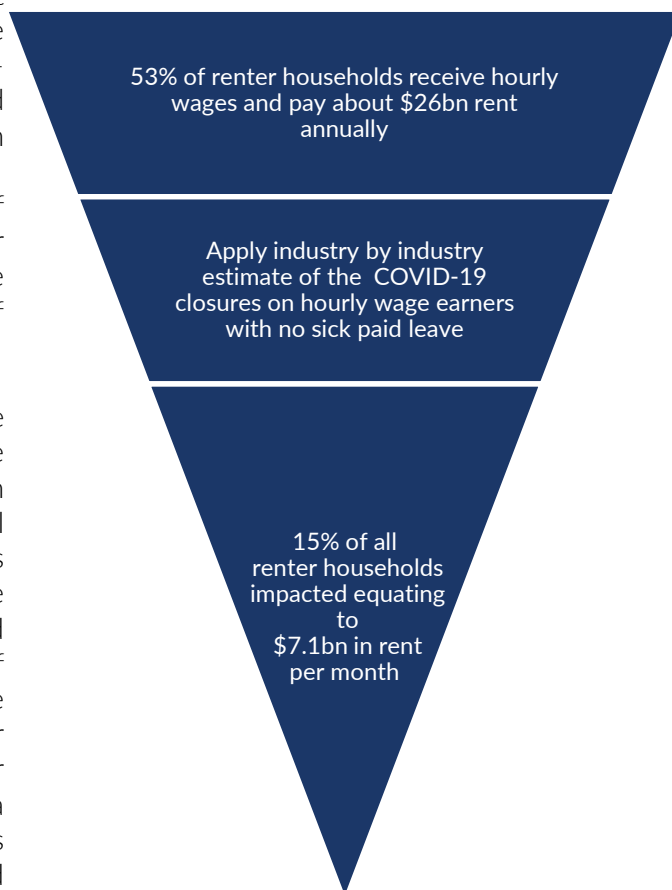 53% of renter households receive hourly
wages and pay about $26bn rent
annually
Apply industry by industry
estimate of the COVID-19
closures on hourly wage earners
with no sick paid leave
15% of all
renter households
impacted equating
to
$7.1bn in rent
per month